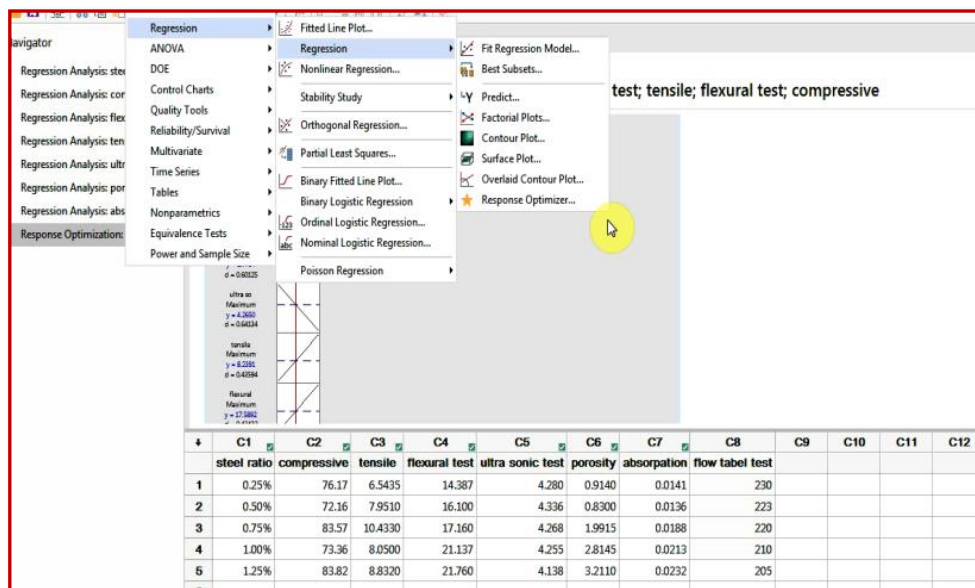 Regression
ANOVA
DOE
Control Charts
Quality Tools
Reliability/Survival
Multivariate
Time Series
Tables
Nonparametrics
Equivalence Tests
Power and Sample Size
Fitted Line Plot...
Regression
Nonlinear Regression...
Stability Study
Orthogonal Regression...
Partial Least Squares...
Binary Fitted Line Plot...
Binary Logistic Regression
Ordinal Logistic Regression...
Nominal Logistic Regression...
Poisson Regression
Fit Regression Model...
Best Subsets...
Predict...
Factorial Plots...
Contour Plot...
Surface Plot...
Overlaid Contour Plot...
Response Optimizer...
avigator
Regression Analysis: stee
Regression Analysis: cor
Regression Analysis: flex
Regression Analysis: ten
Regression Analysis: ultr
Regression Analysis: por
Regression Analysis: abs
Response Optimization:
test; tensile; flexural test; compressive
d = 0.60125
ultra so
Maximum
y = 4.2650
d = 0.64134
tensile
Maximum
y = 8.2391
d = 0.43594
flexural
Maximum
y = 17.5892
C1 C2 C3 C4 C5 C6 C7 C8 C9 C10 C11 C12
steel ratio compressive tensile flexural test ultra sonic test porosity absorpation flow tabel test
1 0.25% 76.17 6.5435 14.387 4.280 0.9140 0.0141 230
2 0.50% 72.16 7.9510 16.100 4.336 0.8300 0.0136 223
3 0.75% 83.57 10.4330 17.160 4.268 1.9915 0.0188 220
4 1.00% 73.36 8.0500 21.137 4.255 2.8145 0.0213 210
5 1.25% 83.82 8.8320 21.760 4.138 3.2110 0.0232 205